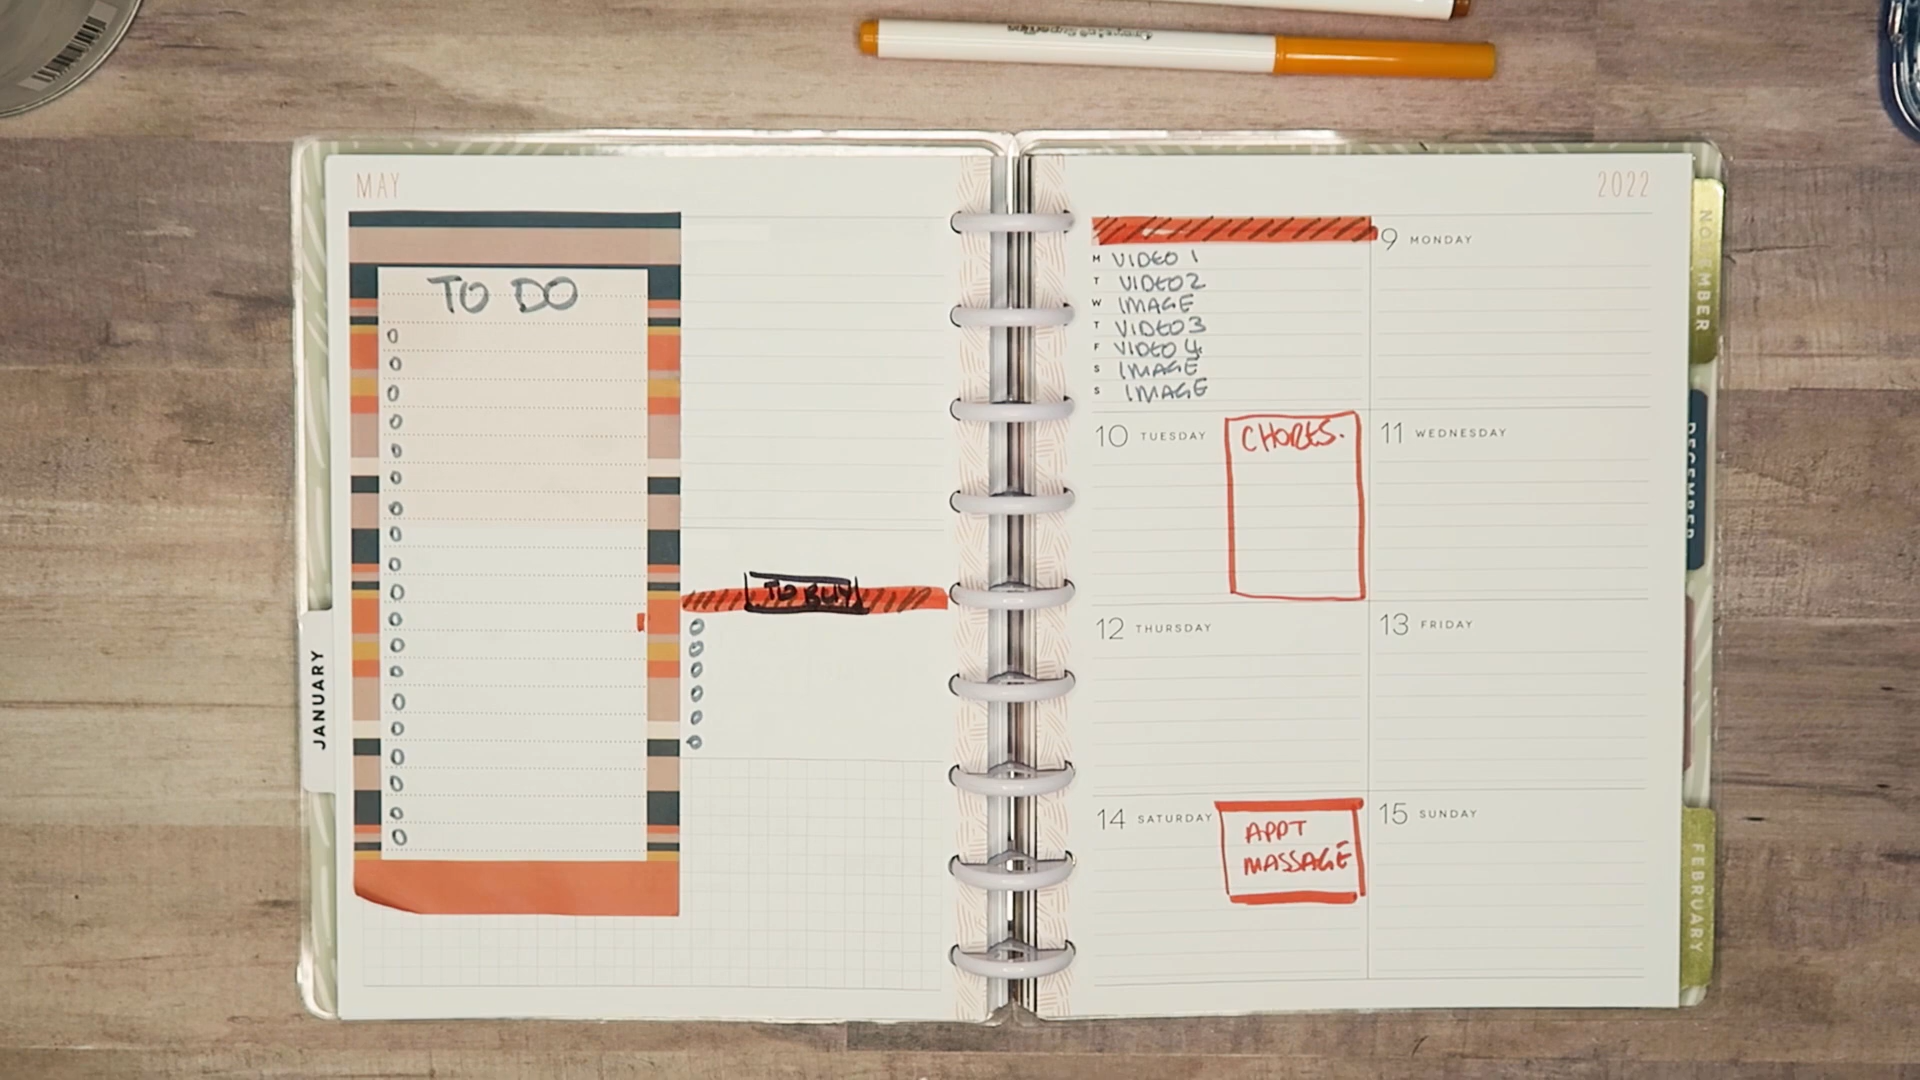 Crayola SuperTips
MAY
2022
TO DO
TO BUY
JANUARY
M VIDEO 1
T VIDEO 2
W IMAGE
T VIDEO 3
F VIDEO 4
S IMAGE
S IMAGE
9 MONDAY
10 TUESDAY
CHORES.
11 WEDNESDAY
12 THURSDAY
13 FRIDAY
14 SATURDAY
APPT
MASSAGE
15 SUNDAY
NOVEMBER
DECEMBER
FEBRUARY